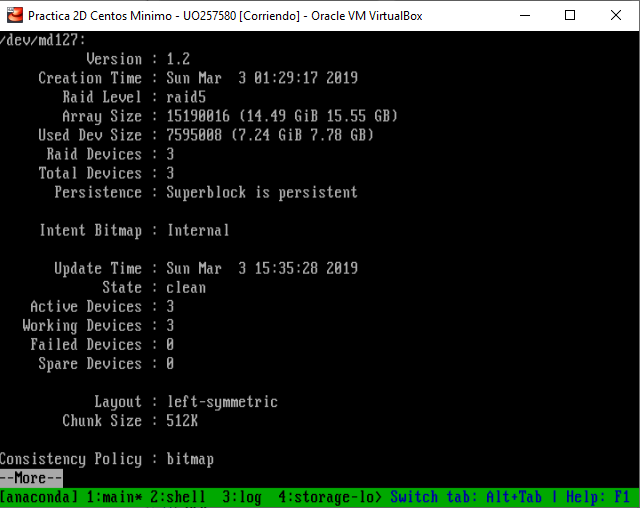 Practica 2D Centos Minimo - UO257580 [Corriendo] - Oracle VM VirtualBox
/dev/md127:
Version : 1.2
Creation Time : Sun Mar  3 01:29:17 2019
Raid Level : raid5
Array Size : 15190016 (14.49 GiB 15.55 GB)
Used Dev Size : 7595008 (7.24 GiB 7.78 GB)
Raid Devices : 3
Total Devices : 3
Persistence : Superblock is persistent
Intent Bitmap : Internal
Update Time : Sun Mar  3 15:35:28 2019
State : clean
Active Devices : 3
Working Devices : 3
Failed Devices : 0
Spare Devices : 0
Layout : left-symmetric
Chunk Size : 512K
Consistency Policy : bitmap
--More--
[anaconda] 1:main* 2:shell  3:log  4:storage-lo> Switch tab: Alt+Tab | Help: F1